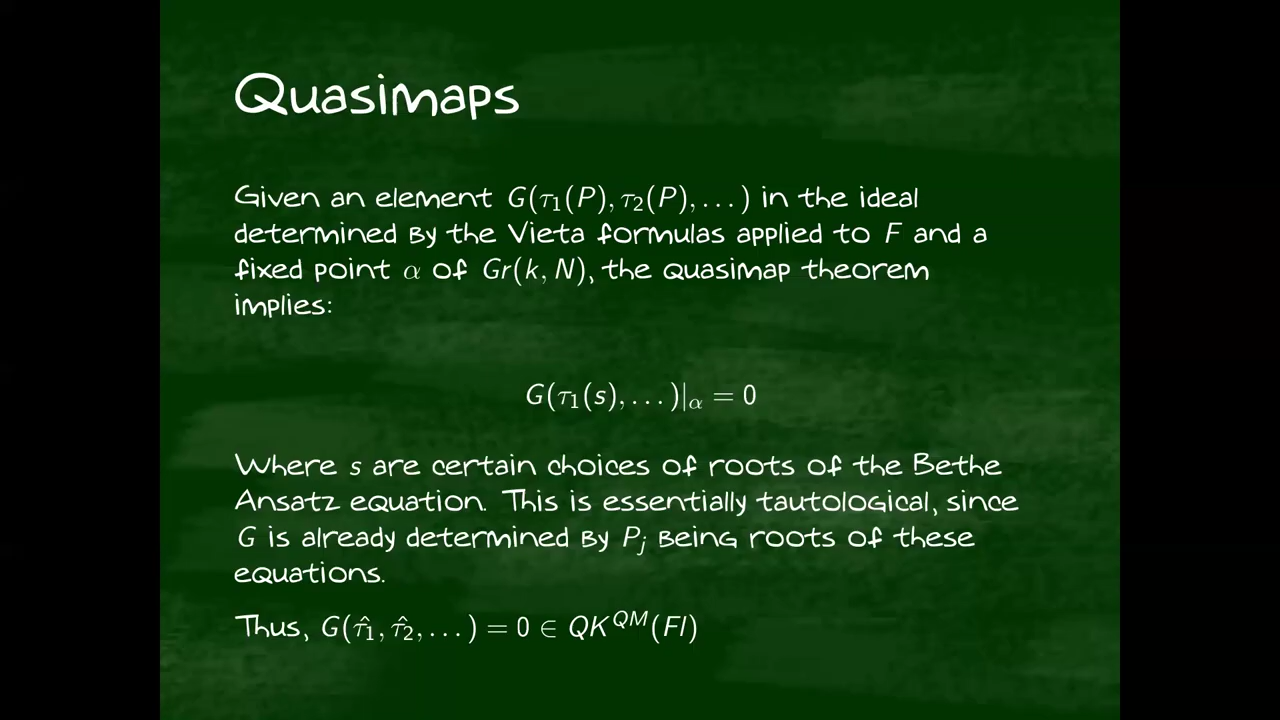 Quasimaps
Given an element G(τ₁(P), τ₂(P), . . . ) in the ideal
determined by the Vieta formulas applied to F and a
fixed point α of Gr(k, N), the quasimap theorem
implies:
G(τ₁(s), . . . )|α = 0
Where s are certain choices of roots of the Bethe
Ansatz equation. This is essentially tautological, since
G is already determined by Pⱼ being roots of these
equations.
Thus, G(τ̂₁, τ̂₂, . . . ) = 0 ∈ QK^QM(Fl)